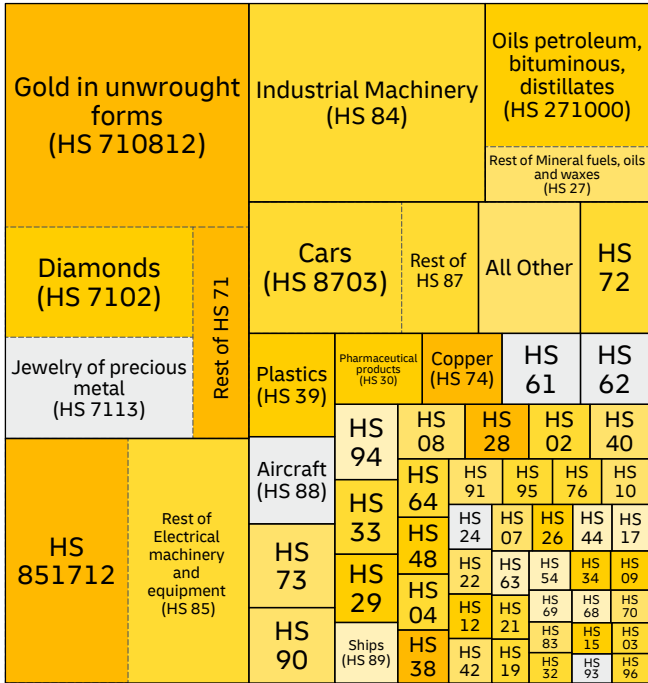 Gold in unwrought
forms
(HS 710812)
Industrial Machinery
(HS 84)
Oils petroleum,
bituminous,
distillates
(HS 271000)
Rest of Mineral fuels, oils
and waxes
(HS 27)
Diamonds
(HS 7102)
Rest of HS 71
Cars
(HS 8703)
Rest of
HS 87
All Other
HS
72
Jewelry of precious
metal
(HS 7113)
Plastics
(HS 39)
Pharmaceutical
products
(HS 30)
Copper
(HS 74)
HS
61
HS
62
HS
851712
Rest of
Electrical
machinery
and
equipment
(HS 85)
Aircraft
(HS 88)
HS
73
HS
90
HS
94
HS
33
HS
29
Ships
(HS 89)
HS
08
HS
28
HS
02
HS
40
HS
64
HS
48
HS
04
HS
38
HS
91
HS
95
HS
76
HS
10
HS
24
HS
07
HS
26
HS
44
HS
17
HS
22
HS
63
HS
54
HS
34
HS
09
HS
12
HS
21
HS
69
HS
68
HS
70
HS
83
HS
15
HS
03
HS
42
HS
19
HS
32
HS
93
HS
96